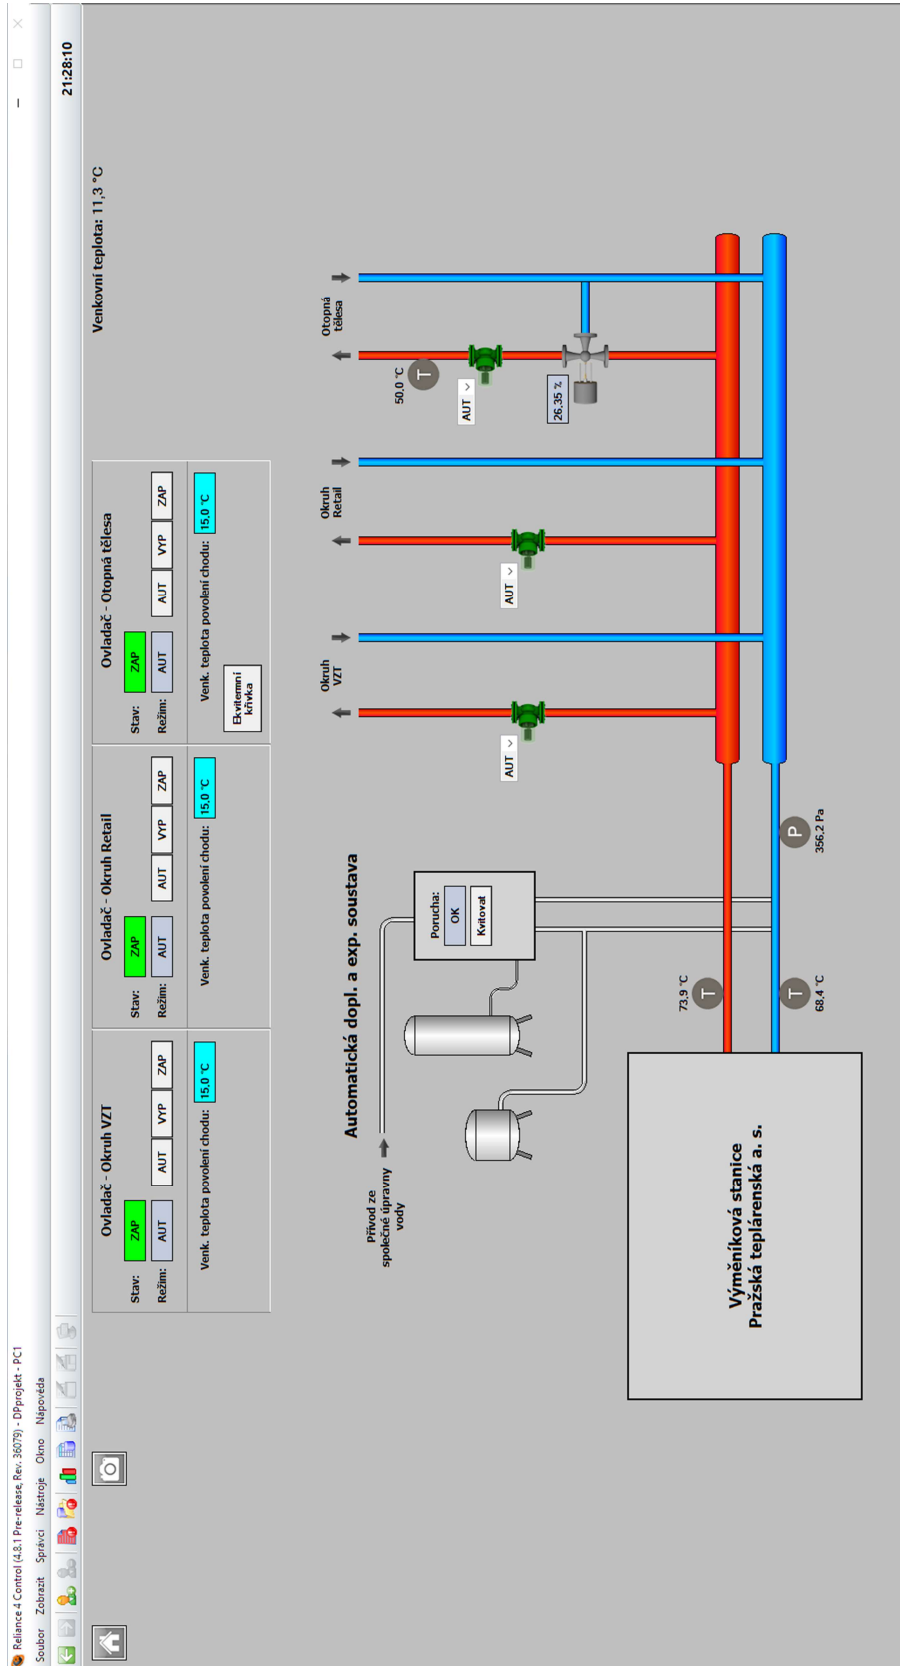 Reliance 4 Control (4.8.1 Pre-release, Rev. 36079) - DPprojekt - PC1
Soubor Zobrazit Správci Nástroje Okno Nápověda
21:28:10
Venkovní teplota: 11,3 °C
Ovladač - Okruh VZT
Stav: ZAP
Režim: AUT AUT VYP ZAP
Venk. teplota povolení chodu: 15,0 °C
Ovladač - Okruh Retail
Stav: ZAP
Režim: AUT AUT VYP ZAP
Venk. teplota povolení chodu: 15,0 °C
Ovladač - Otopná tělesa
Stav: ZAP
Režim: AUT AUT VYP ZAP
Venk. teplota povolení chodu: 15,0 °C
Ekvitermní
křivka
Automatická dopl. a exp. soustava
Přívod ze
společné úpravny
vody
Porucha:
OK
Kvitovat
Okruh
VZT
AUT
Okruh
Retail
AUT
Otopná
tělesa
50,0 °C
T
AUT
26,35 %
73,9 °C
T
T
68,4 °C
P
356,2 Pa
Výměníková stanice
Pražská teplárenská a. s.